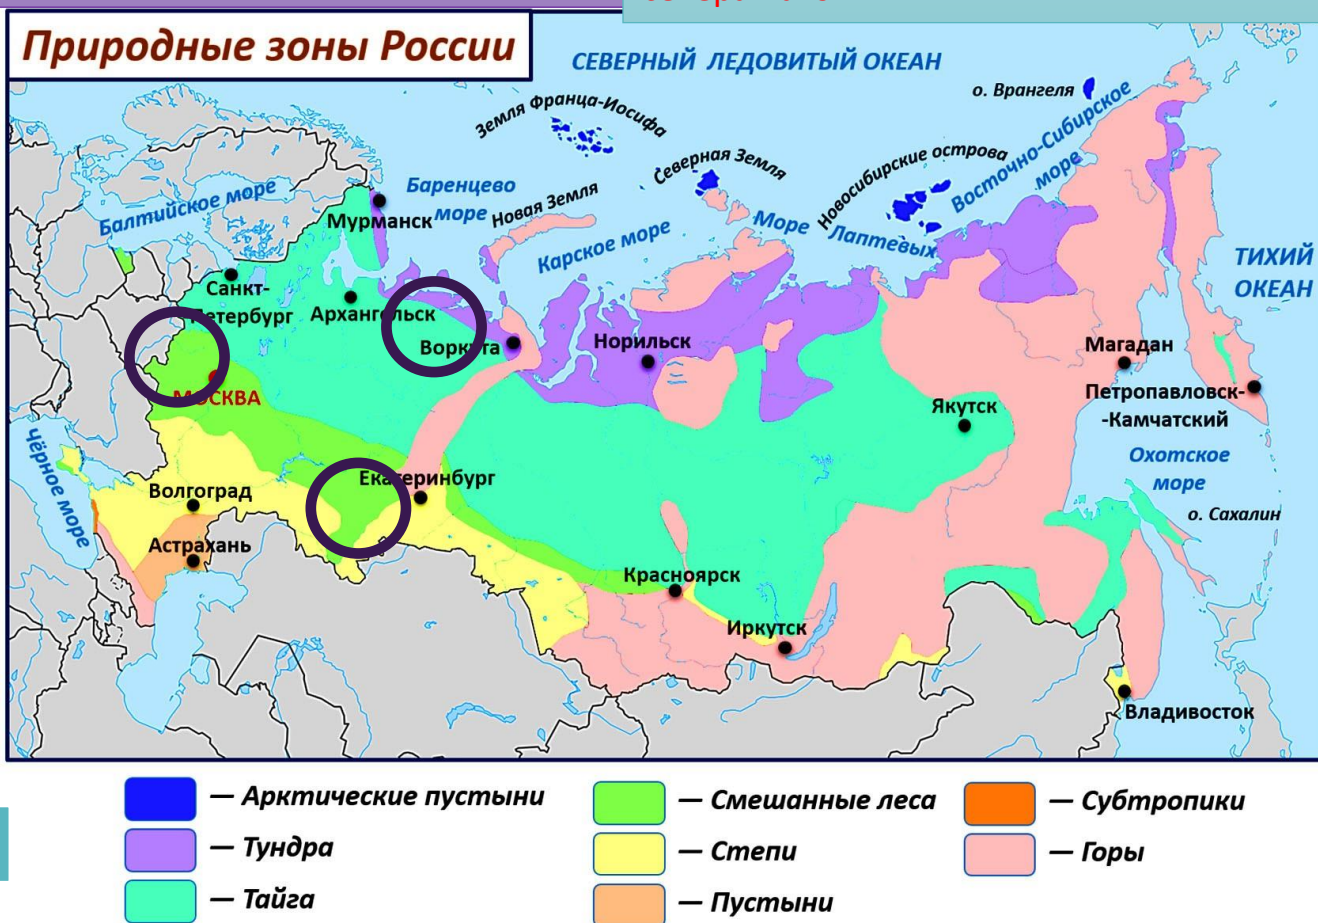 Природные зоны России
СЕВЕРНЫЙ ЛЕДОВИТЫЙ ОКЕАН
о. Врангеля
Земля Франца-Иосифа
Северная Земля
Новосибирские острова
Восточно-Сибирское
море
Балтийское море
Баренцево
море
Новая Земля
Карское море
Море Лаптевых
ТИХИЙ
ОКЕАН
Мурманск
Санкт-
Петербург
Архангельск
Воркута
Норильск
Магадан
Петропавловск-
-Камчатский
МОСКВА
Якутск
Охотское
море
о. Сахалин
Чёрное море
Екатеринбург
Волгоград
Астрахань
Красноярск
Иркутск
Владивосток
— Арктические пустыни
— Тундра
— Тайга
— Смешанные леса
— Степи
— Пустыни
— Субтропики
— Горы